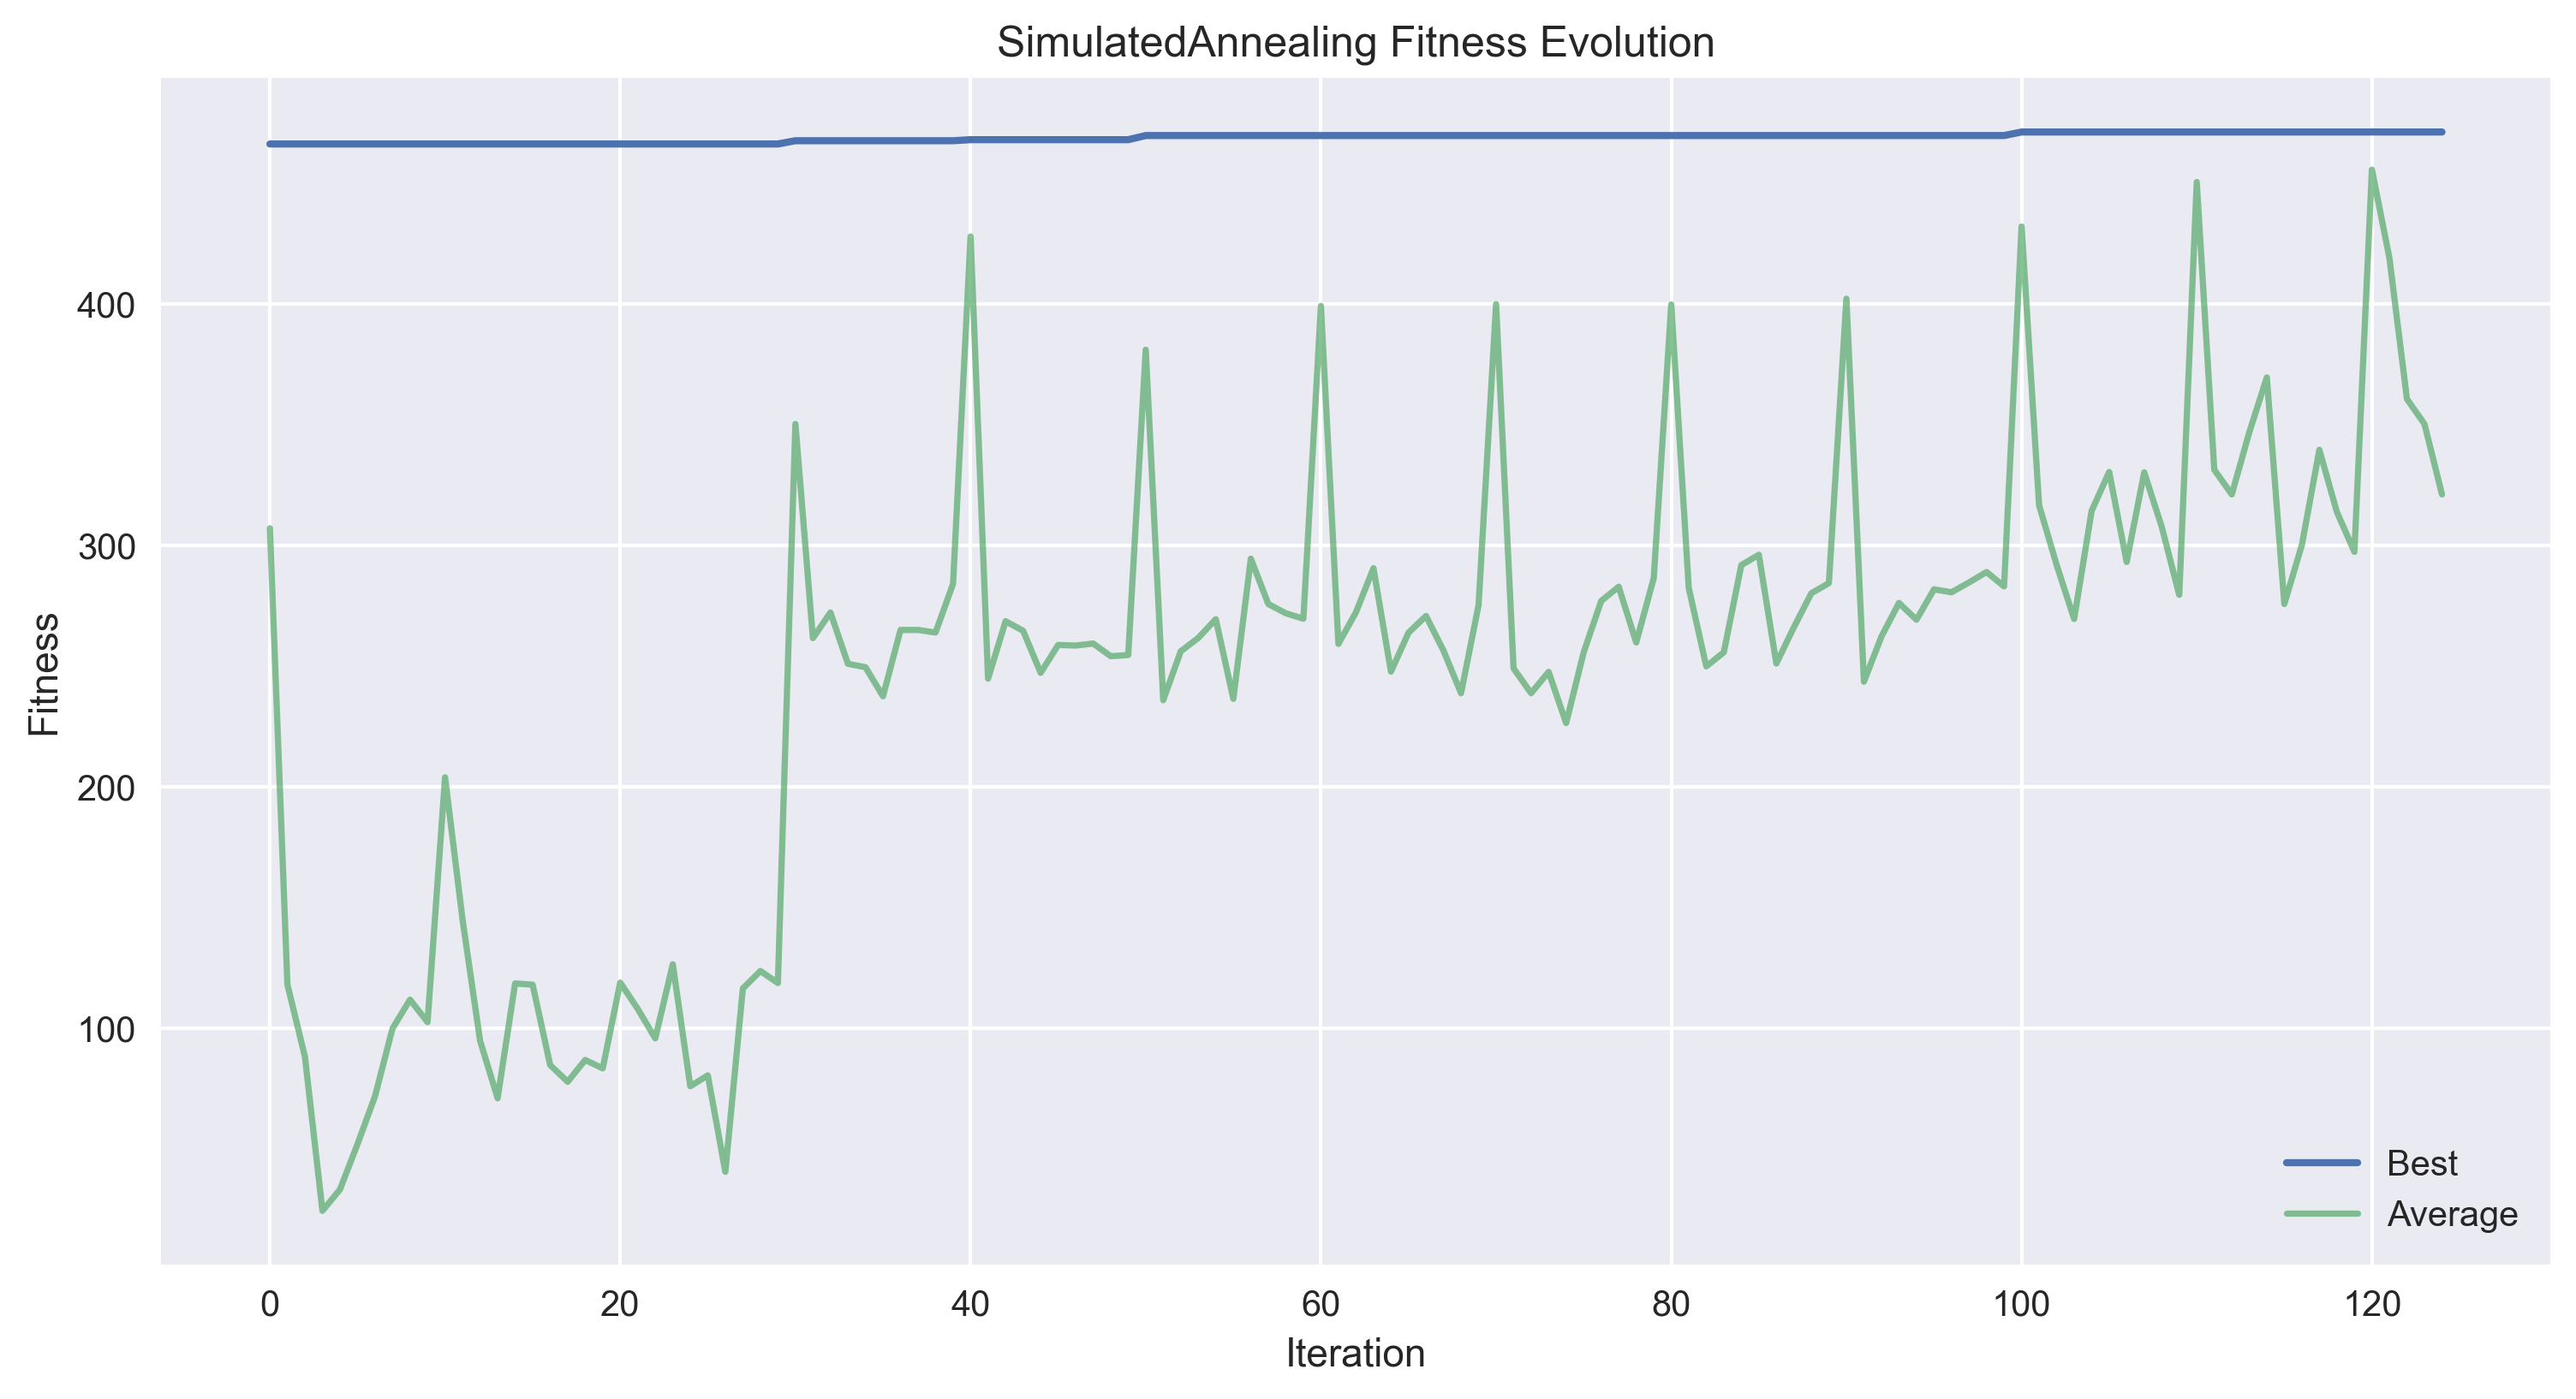 SimulatedAnnealing Fitness Evolution
Fitness
400
300
200
100
0 20 40 60 80 100 120
Iteration
Best
Average